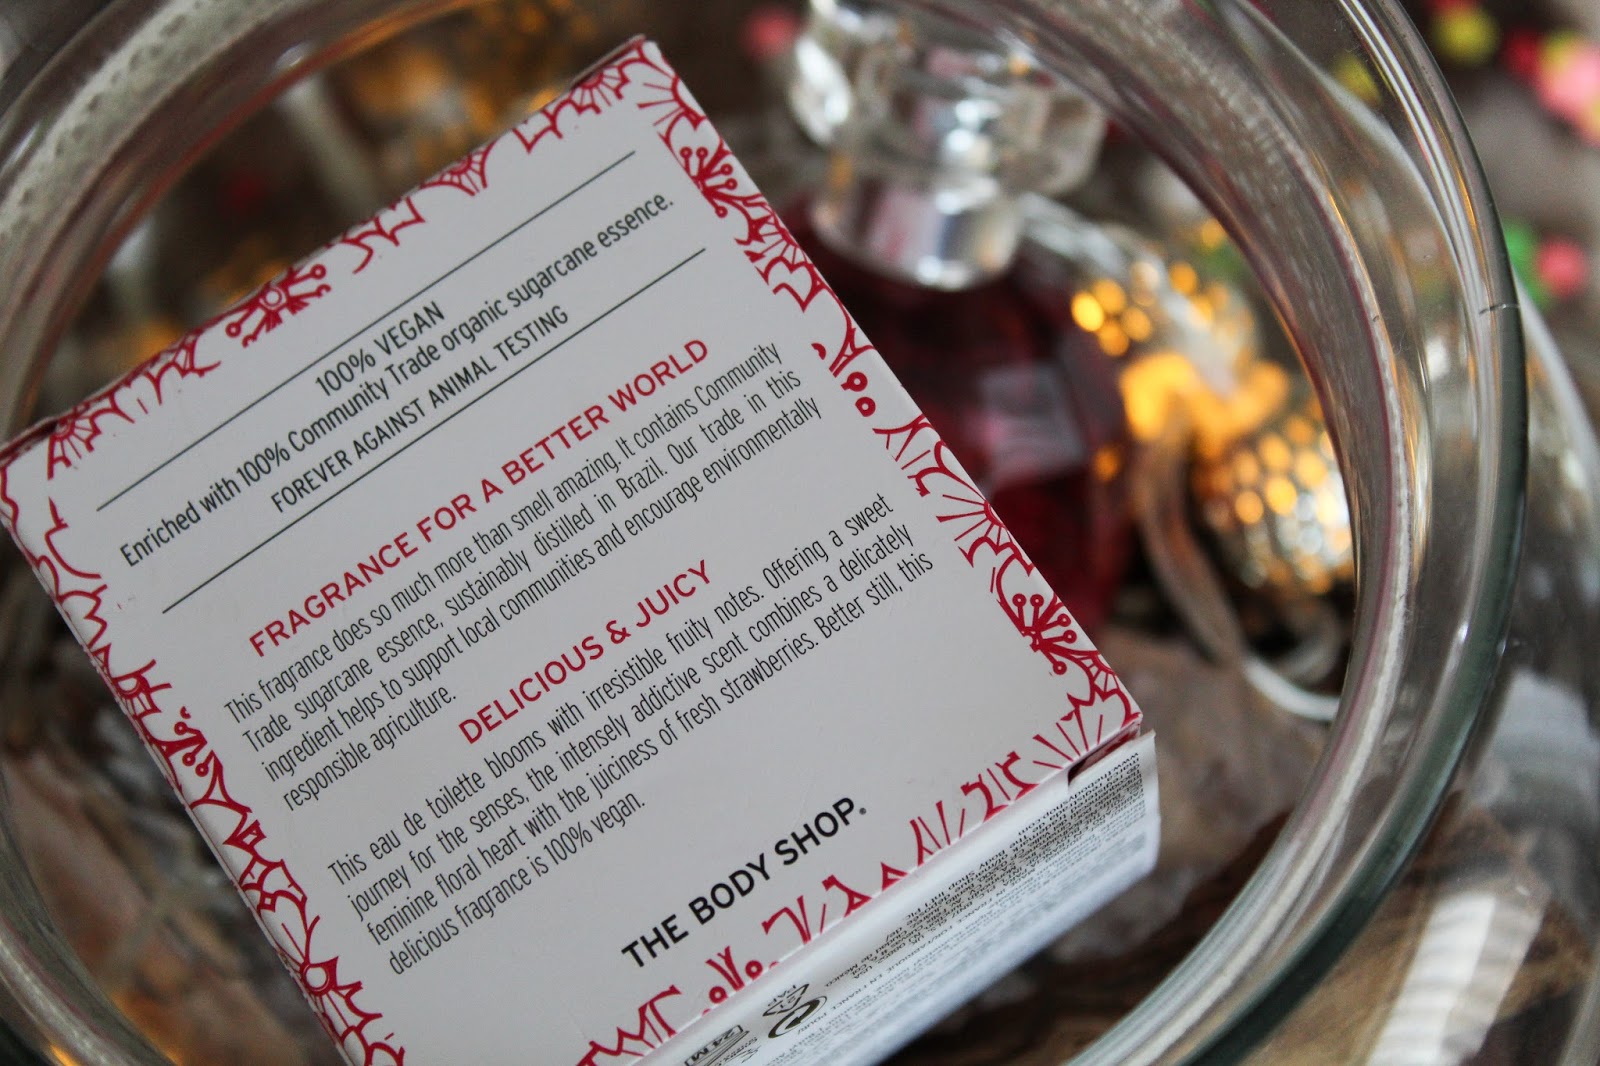 100% VEGAN
Enriched with 100% Community Trade organic sugarcane essence.
FOREVER AGAINST ANIMAL TESTING
FRAGRANCE FOR A BETTER WORLD
This fragrance does so much more than smell amazing. It contains Community
Trade sugarcane essence, sustainably distilled in Brazil. Our trade in this
ingredient helps to support local communities and encourage environmentally
responsible agriculture.
DELICIOUS & JUICY
This eau de toilette blooms with irresistible fruity notes. Offering a sweet
journey for the senses, the intensely addictive scent combines a delicately
feminine floral heart with the juiciness of fresh strawberries. Better still, this
delicious fragrance is 100% vegan.
THE BODY SHOP®
24M
21
PAP